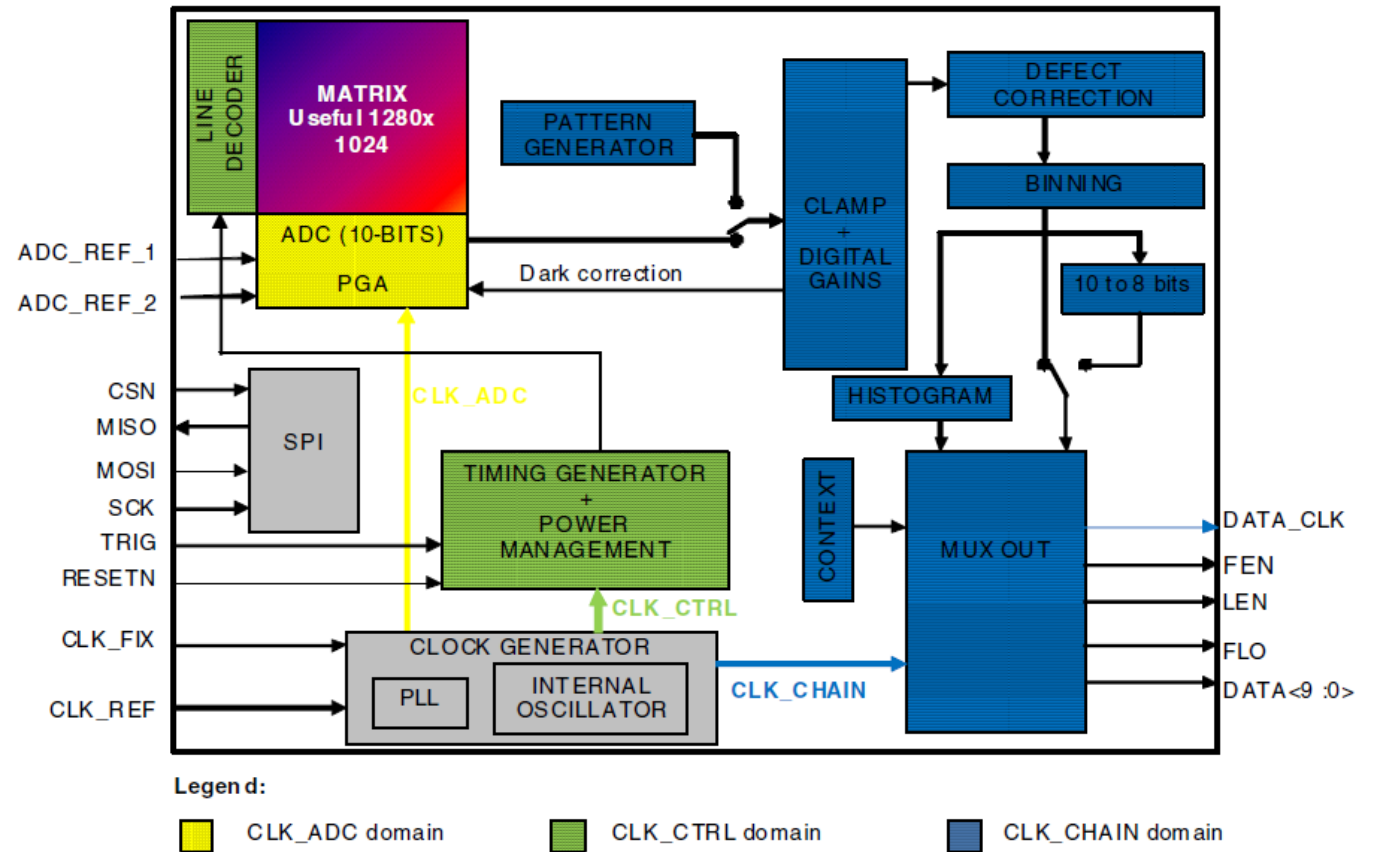 LINE
DECODER
MATRIX
Useful 1280x
1024
ADC (10-BITS)
PGA
PATTERN
GENERATOR
CLAMP
+
DIGITAL
GAINS
DEFECT
CORRECTION
BINNING
10 to 8 bits
Dark correction
HISTOGRAM
ADC_REF_1
ADC_REF_2
CSN
MISO
MOSI
SCK
TRIG
RESETN
CLK_FIX
CLK_REF
SPI
CLK_ADC
TIMING GENERATOR
+
POWER
MANAGEMENT
CLK_CTRL
CLOCK GENERATOR
PLL
INTERNAL
OSCILLATOR
CLK_CHAIN
CONTEXT
MUX OUT
DATA_CLK
FEN
LEN
FLO
DATA<9 :0>
Legend:
CLK_ADC domain
CLK_CTRL domain
CLK_CHAIN domain